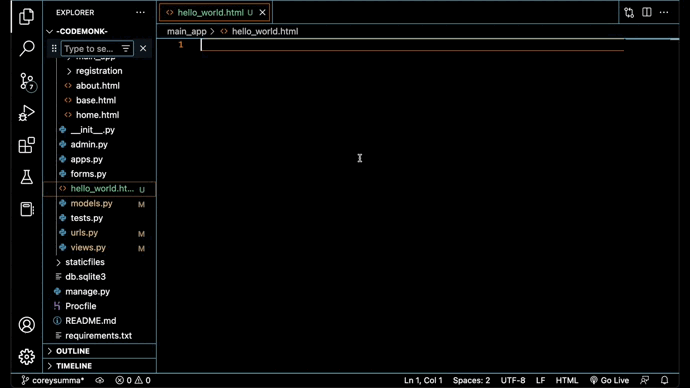 EXPLORER
hello_world.html U
-CODEMONK-
main_app > hello_world.html
Type to se...
1
main_app
registration
about.html
base.html
home.html
__init__.py
admin.py
apps.py
forms.py
hello_world.ht... U
models.py M
tests.py
urls.py M
views.py M
staticfiles
db.sqlite3
manage.py
Procfile
README.md
requirements.txt
OUTLINE
TIMELINE
7
coreysumma* 0 0 Ln 1, Col 1 Spaces: 2 UTF-8 LF HTML Go Live